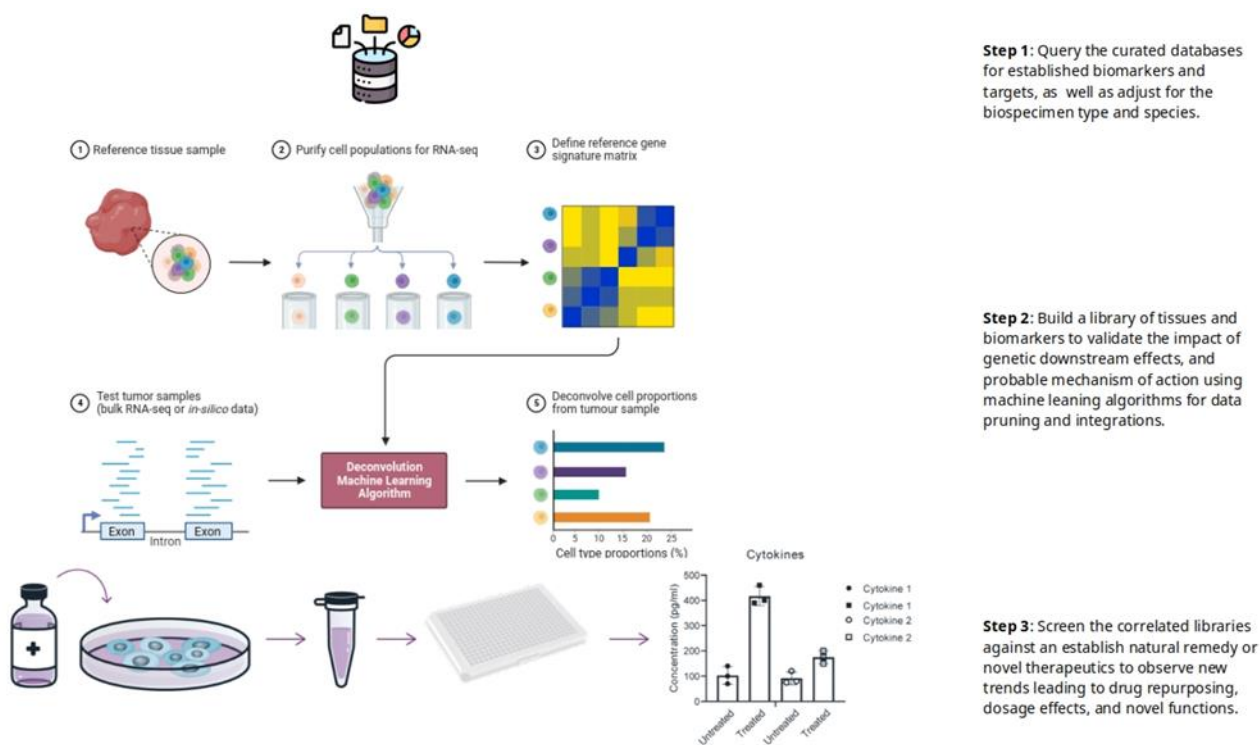 Step 1: Query the curated databases
for established biomarkers and
targets, as well as adjust for the
biospecimen type and species.
1 Reference tissue sample
2 Purify cell populations for RNA-seq
3 Define reference gene
signature matrix
Step 2: Build a library of tissues and
biomarkers to validate the impact of
genetic downstream effects, and
probable mechanism of action using
machine leaning algorithms for data
pruning and integrations.
4 Test tumor samples
(bulk RNA-seq or in-silico data)
Exon
Intron
Exon
Deconvolution
Machine Learning
Algorithm
5 Deconvolve cell proportions
from tumour sample
0 5 10 15 20 25
Cell type proportions (%)
Cytokines
Concentration (pg/ml)
500
400
300
200
100
0
Untreated
Treated
Untreated
Treated
Cytokine 1
Cytokine 1
Cytokine 2
Cytokine 2
Step 3: Screen the correlated libraries
against an establish natural remedy or
novel therapeutics to observe new
trends leading to drug repurposing,
dosage effects, and novel functions.